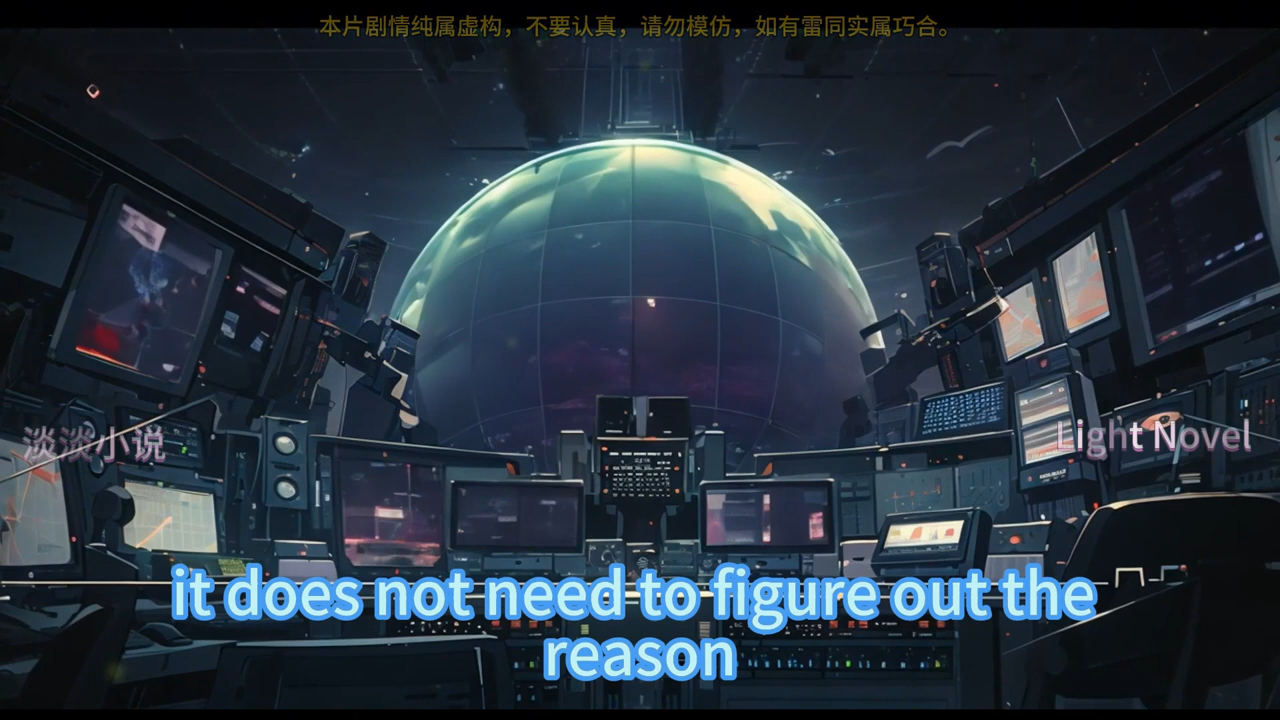 本片剧情纯属虚构，不要认真，请勿模仿，如有雷同实属巧合。
淡淡小说
Light Novel
it does not need to figure out the
reason